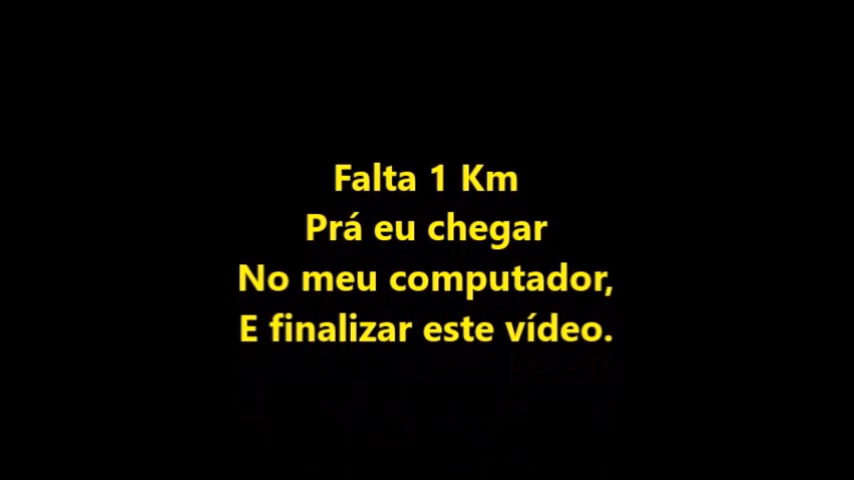 Falta 1 Km
Prá eu chegar
No meu computador,
E finalizar este vídeo.